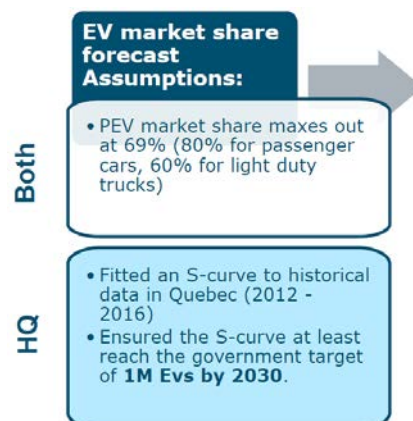 EV market share
forecast
Assumptions:
Both
• PEV market share maxes out
at 69% (80% for passenger
cars, 60% for light duty
trucks)
HQ
• Fitted an S-curve to historical
data in Quebec (2012 -
2016)
• Ensured the S-curve at least
reach the government target
of 1M Evs by 2030.